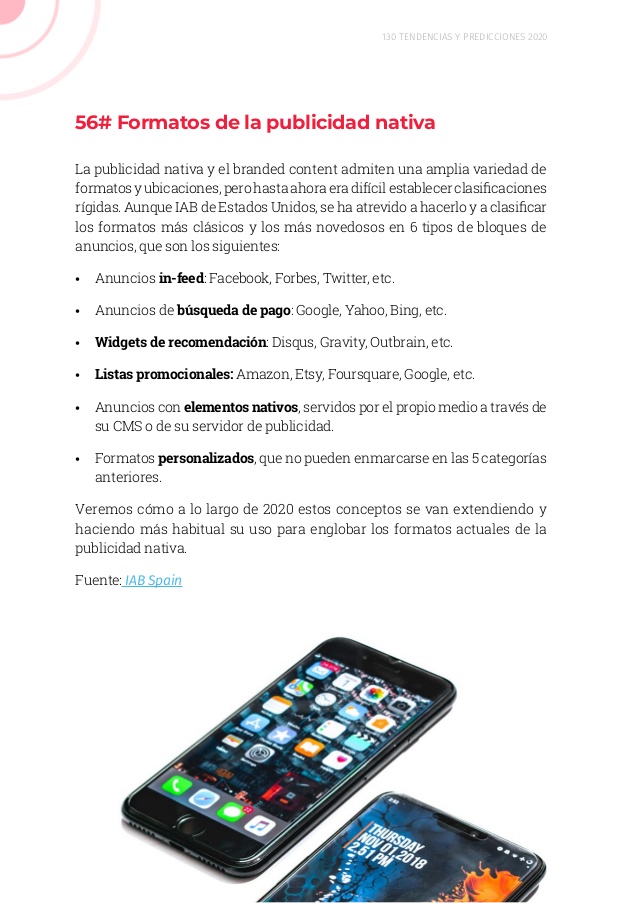 130 TENDENCIAS Y PREDICCIONES 2020
56# Formatos de la publicidad nativa
La publicidad nativa y el branded content admiten una amplia variedad de
formatos y ubicaciones, pero hasta ahora era difícil establecer clasificaciones
rígidas. Aunque IAB de Estados Unidos, se ha atrevido a hacerlo y a clasificar
los formatos más clásicos y los más novedosos en 6 tipos de bloques de
anuncios, que son los siguientes:
• Anuncios in-feed: Facebook, Forbes, Twitter, etc.
• Anuncios de búsqueda de pago: Google, Yahoo, Bing, etc.
• Widgets de recomendación: Disqus, Gravity, Outbrain, etc.
• Listas promocionales: Amazon, Etsy, Foursquare, Google, etc.
• Anuncios con elementos nativos, servidos por el propio medio a través de
su CMS o de su servidor de publicidad.
• Formatos personalizados, que no pueden enmarcarse en las 5 categorías
anteriores.
Veremos cómo a lo largo de 2020 estos conceptos se van extendiendo y
haciendo más habitual su uso para englobar los formatos actuales de la
publicidad nativa.
Fuente: IAB Spain
THURSDAY
NOV 01 2018
2:51 PM